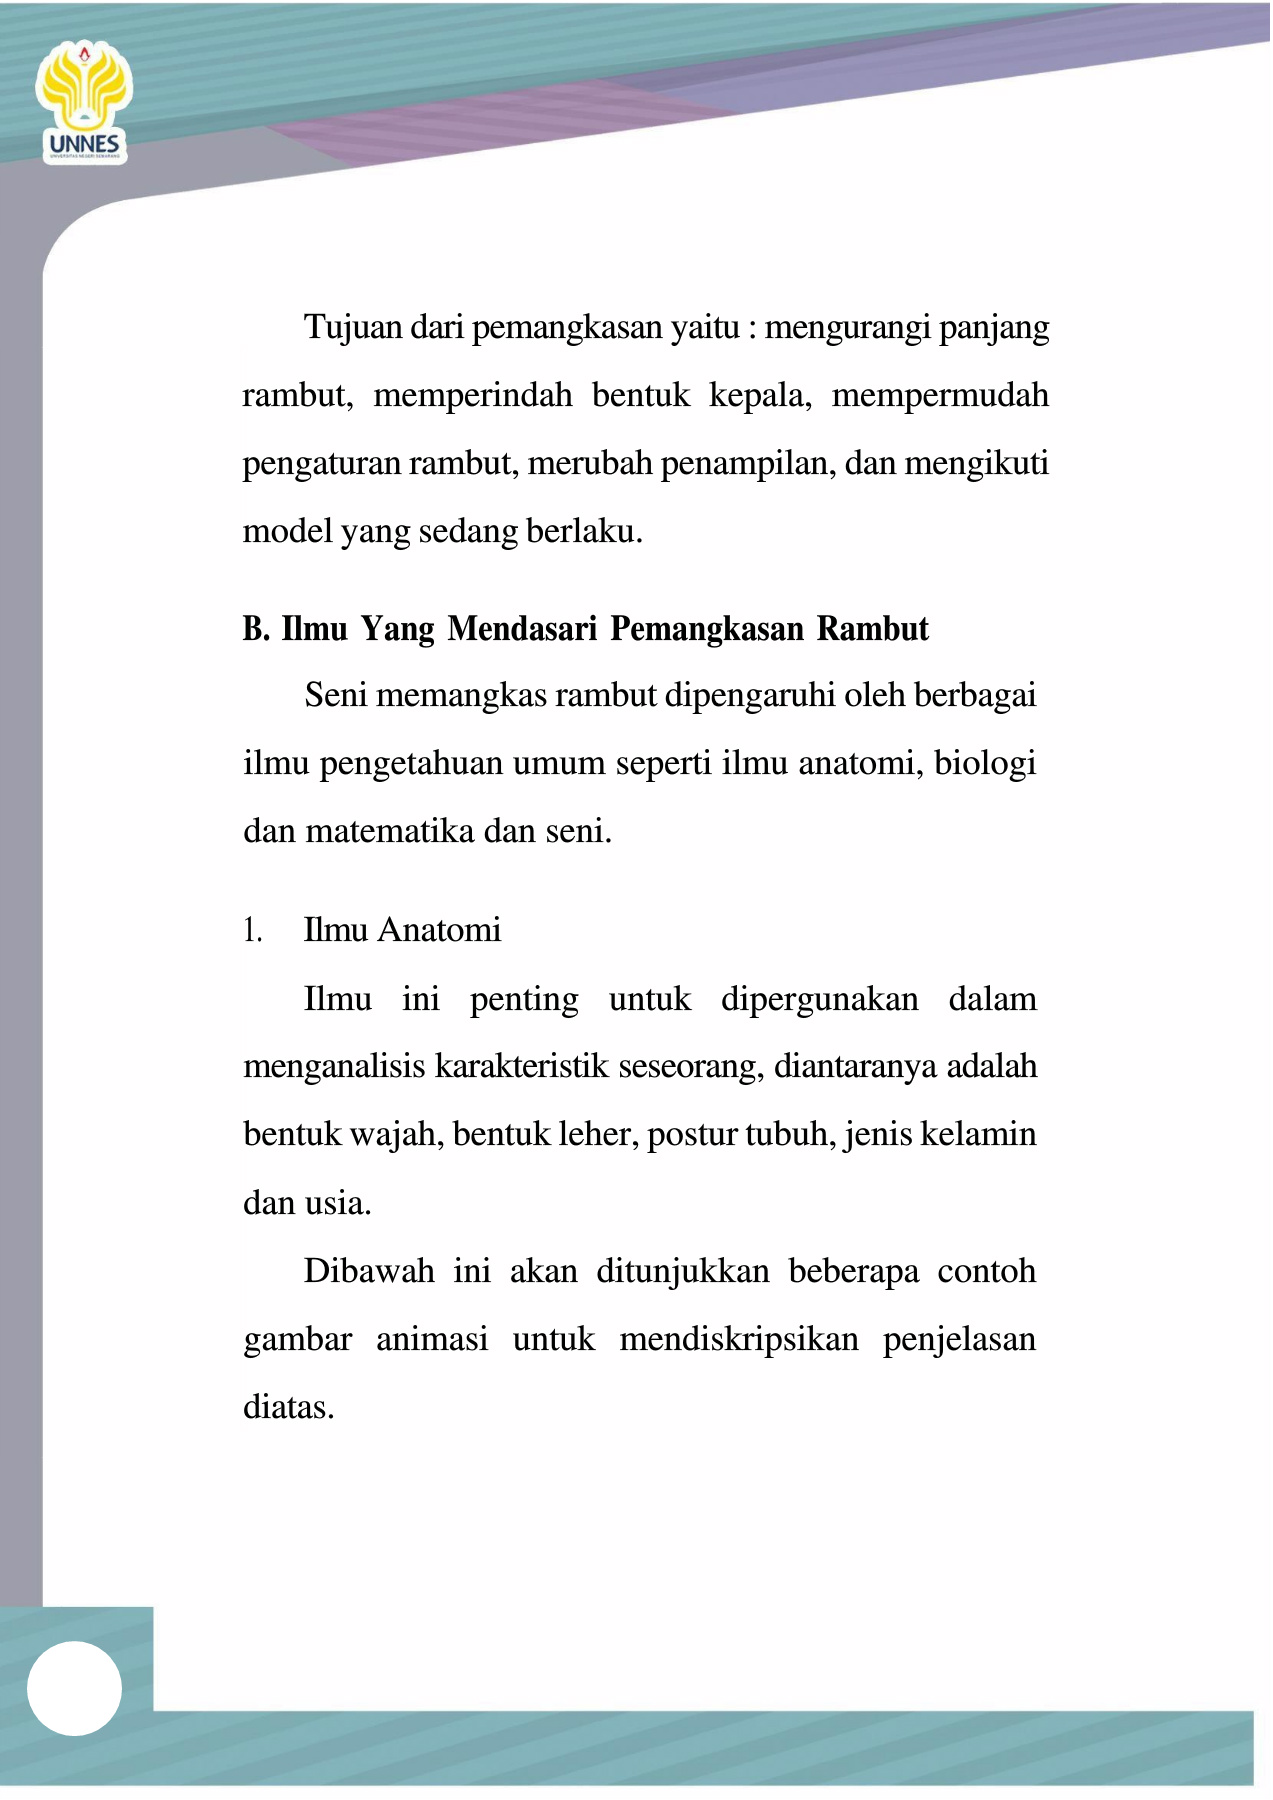 UNNES
UNIVERSITAS NEGERI SEMARANG
Tujuan dari pemangkasan yaitu : mengurangi panjang
rambut, memperindah bentuk kepala, mempermudah
pengaturan rambut, merubah penampilan, dan mengikuti
model yang sedang berlaku.
B. Ilmu Yang Mendasari Pemangkasan Rambut
Seni memangkas rambut dipengaruhi oleh berbagai
ilmu pengetahuan umum seperti ilmu anatomi, biologi
dan matematika dan seni.
1. Ilmu Anatomi
Ilmu ini penting untuk dipergunakan dalam
menganalisis karakteristik seseorang, diantaranya adalah
bentuk wajah, bentuk leher, postur tubuh, jenis kelamin
dan usia.
Dibawah ini akan ditunjukkan beberapa contoh
gambar animasi untuk mendiskripsikan penjelasan
diatas.